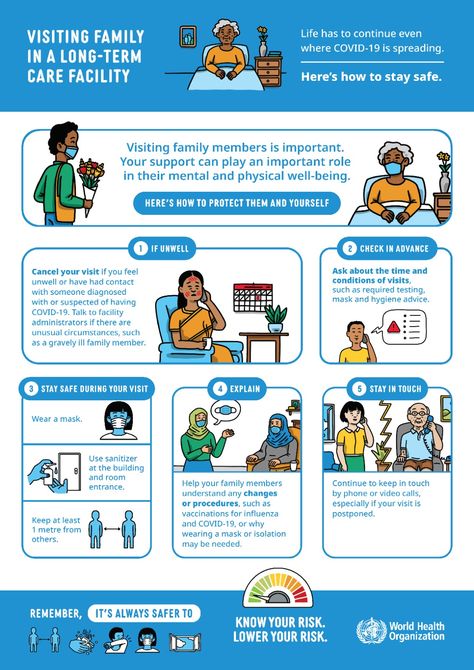 VISITING FAMILY
IN A LONG-TERM
CARE FACILITY
Life has to continue even
where COVID-19 is spreading.
Here's how to stay safe.
Visiting family members is important.
Your support can play an important role
in their mental and physical well-being.
HERE'S HOW TO PROTECT THEM AND YOURSELF
1 IF UNWELL
Cancel your visit if you feel
unwell or have had contact
with someone diagnosed
with or suspected of having
COVID-19. Talk to facility
administrators if there are
unusual circumstances, such
as a gravely ill family member.
2 CHECK IN ADVANCE
Ask about the time and
conditions of visits,
such as required testing,
mask and hygiene advice.
3 STAY SAFE DURING YOUR VISIT
Wear a mask.
Use sanitizer
at the building
and room
entrance.
Keep at least
1 metre from
others.
4 EXPLAIN
Help your family members
understand any changes
or procedures, such as
vaccinations for influenza
and COVID-19, or why
wearing a mask or isolation
may be needed.
5 STAY IN TOUCH
Continue to keep in touch
by phone or video calls,
especially if your visit is
postponed.
REMEMBER, IT'S ALWAYS SAFER TO
KNOW YOUR RISK.
LOWER YOUR RISK.
World Health
Organization